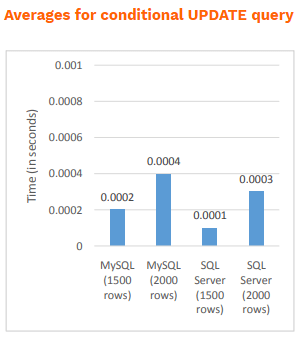 Averages for conditional UPDATE query
Time (in seconds)
0.001
0.0008
0.0006
0.0004
0.0002
0
0.0002
0.0004
0.0001
0.0003
MySQL (1500 rows)
MySQL (2000 rows)
SQL Server (1500 rows)
SQL Server (2000 rows)